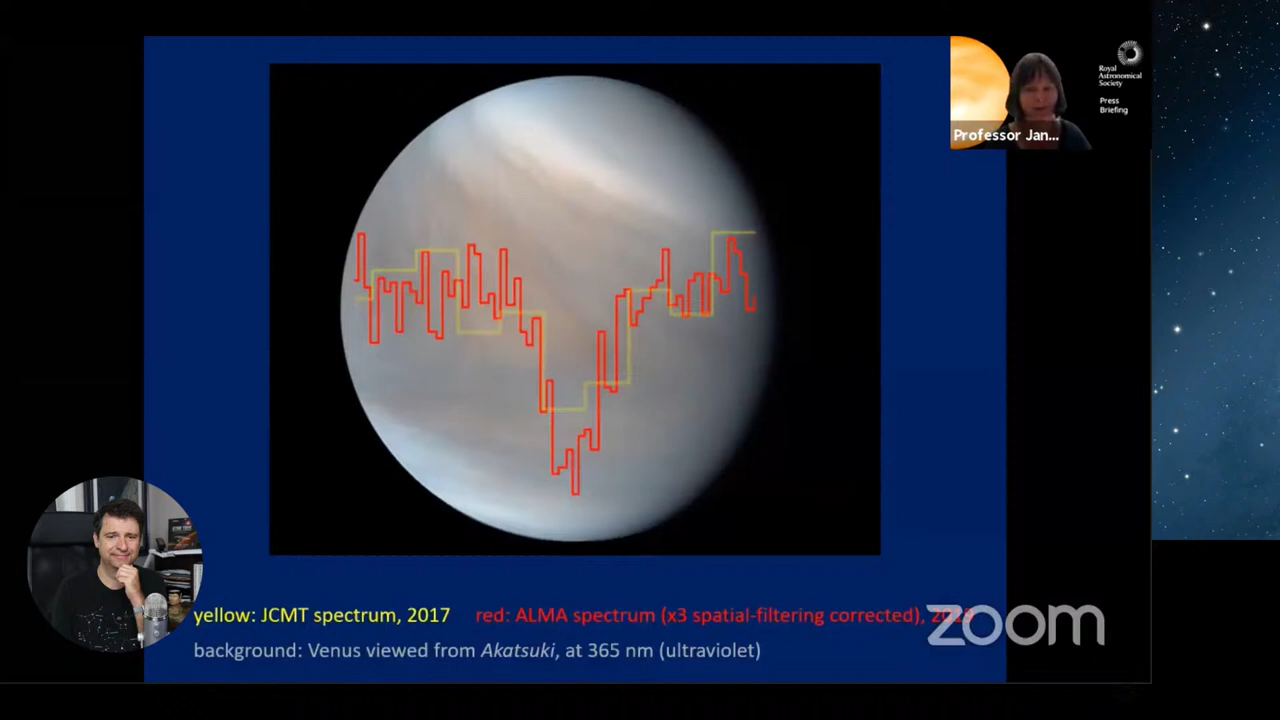 Royal
Astronomical
Society
Press
Briefing
Professor Jan...
yellow: JCMT spectrum, 2017 red: ALMA spectrum (x3 spatial-filtering corrected), 2019
zoom
background: Venus viewed from Akatsuki, at 365 nm (ultraviolet)